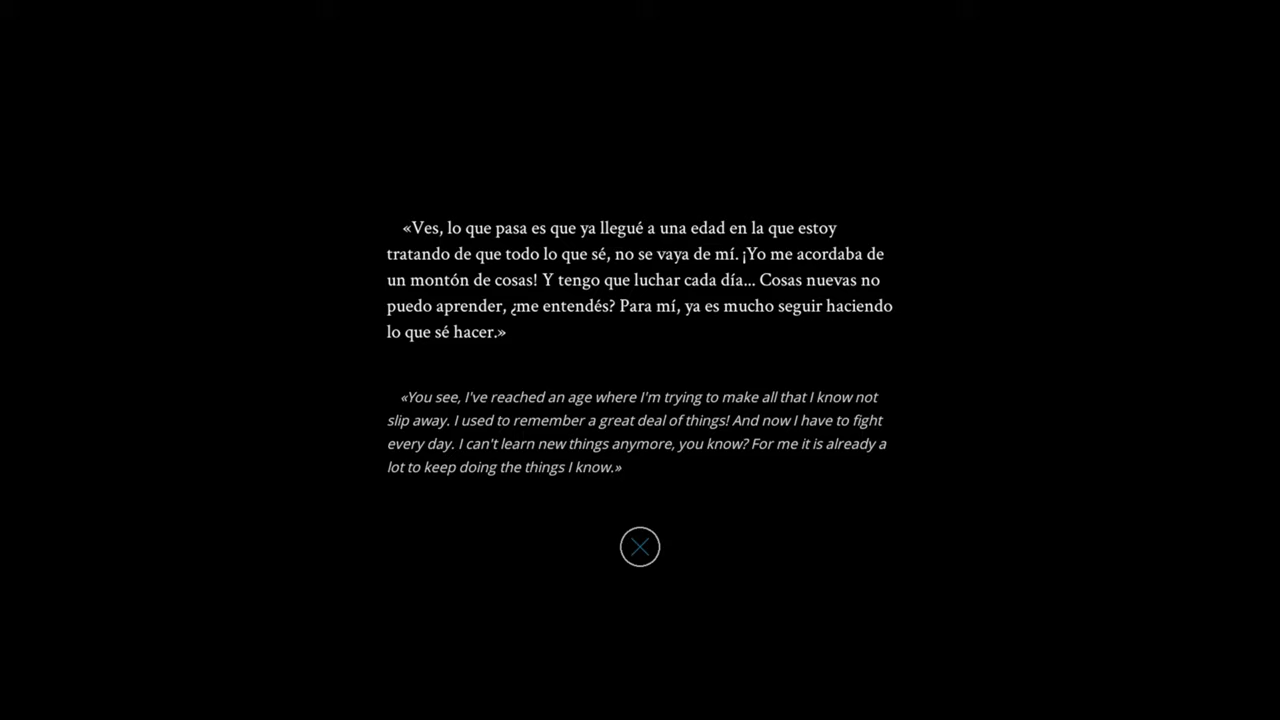 «Ves, lo que pasa es que ya llegué a una edad en la que estoy
tratando de que todo lo que sé, no se vaya de mí. ¡Yo me acordaba de
un montón de cosas! Y tengo que luchar cada día... Cosas nuevas no
puedo aprender, ¿me entendés? Para mí, ya es mucho seguir haciendo
lo que sé hacer.»
«You see, I've reached an age where I'm trying to make all that I know not
slip away. I used to remember a great deal of things! And now I have to fight
every day. I can't learn new things anymore, you know? For me it is already a
lot to keep doing the things I know.»